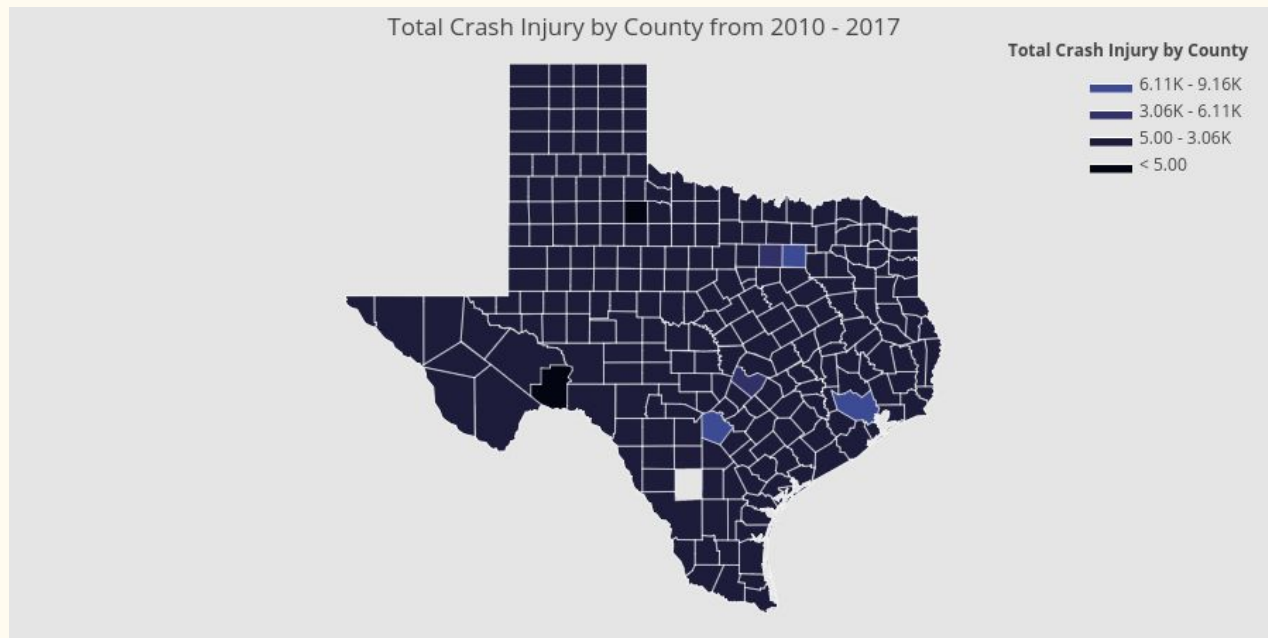 Total Crash Injury by County from 2010 - 2017
Total Crash Injury by County
6.11K - 9.16K
3.06K - 6.11K
5.00 - 3.06K
< 5.00